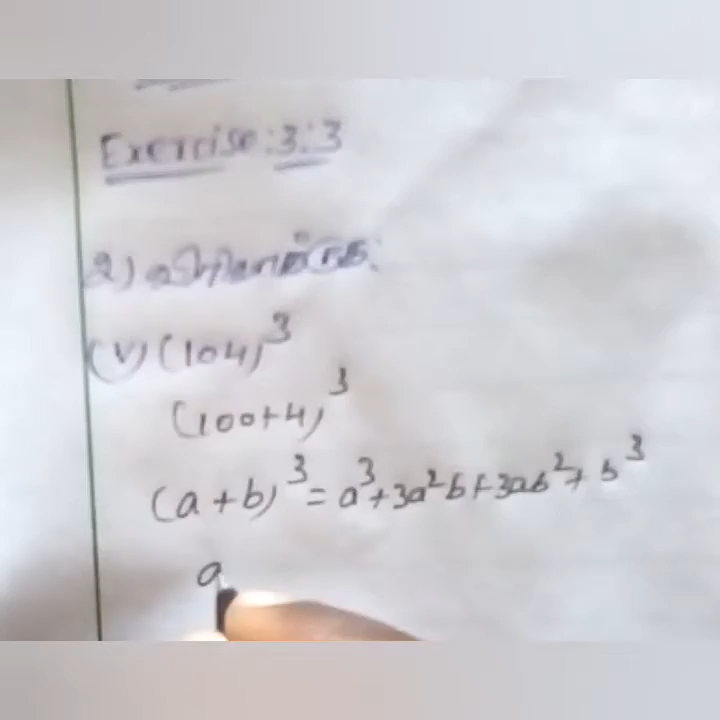 Exercise: 3:3
2) விரிவாக்குக:
(v) (104)³
(100+4)³
(a+b)³ = a³+3a²b+3ab²+b³
a